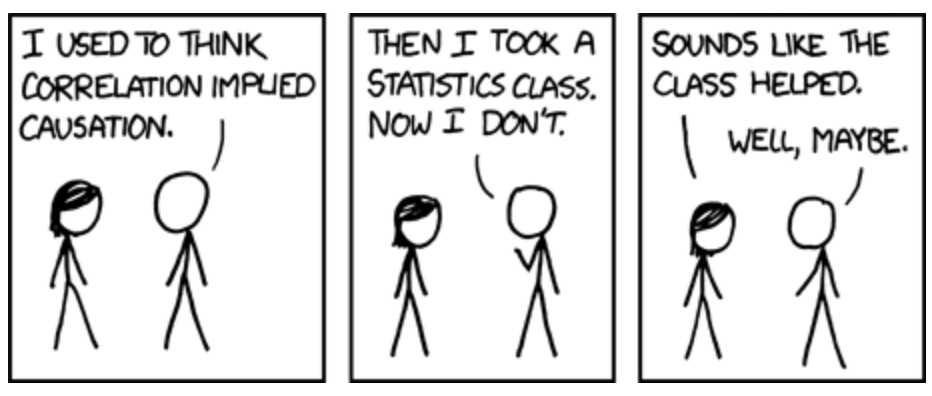 I USED TO THINK
CORRELATION IMPLIED
CAUSATION.
THEN I TOOK A
STATISTICS CLASS.
NOW I DON'T.
SOUNDS LIKE THE
CLASS HELPED.
WELL, MAYBE.